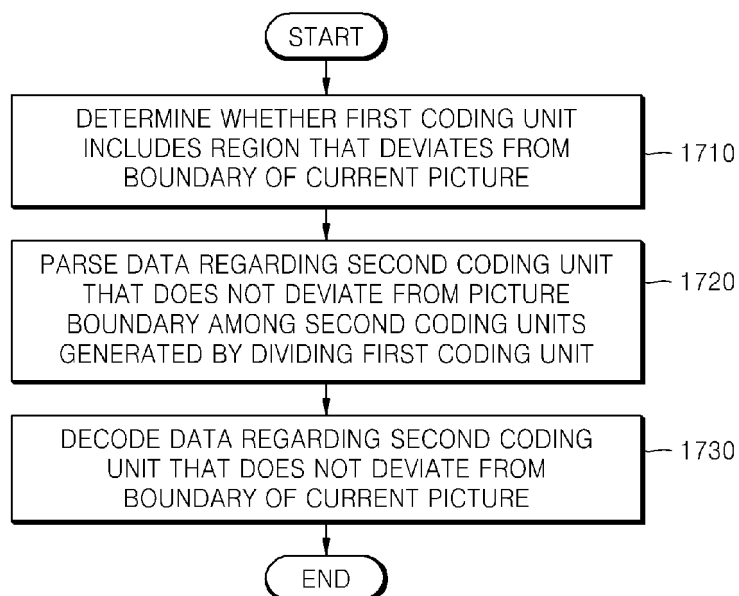 START
DETERMINE WHETHER FIRST CODING UNIT
INCLUDES REGION THAT DEVIATES FROM
BOUNDARY OF CURRENT PICTURE
1710
PARSE DATA REGARDING SECOND CODING UNIT
THAT DOES NOT DEVIATE FROM PICTURE
BOUNDARY AMONG SECOND CODING UNITS
GENERATED BY DIVIDING FIRST CODING UNIT
1720
DECODE DATA REGARDING SECOND CODING
UNIT THAT DOES NOT DEVIATE FROM
BOUNDARY OF CURRENT PICTURE
1730
END